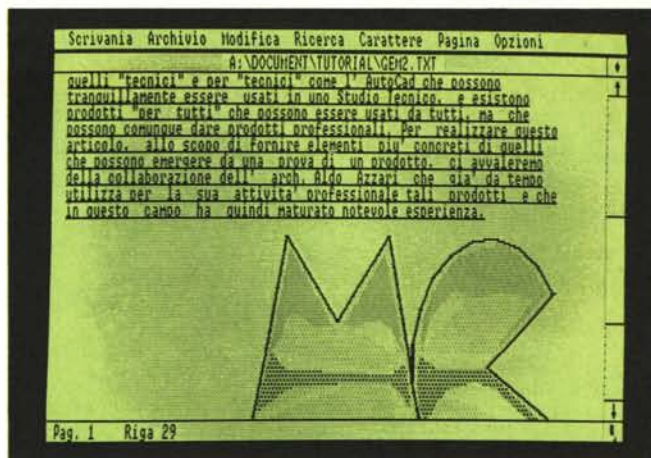 Scrivania Archivio Modifica Ricerca Carattere Pagina Opzioni
A:\DOCUMENT\TUTORIAL\GEM2.TXT
quelli "tecnici" e per "tecnici" come l' AutoCad che possono
tranquillamente essere usati in uno Studio Tecnico, e esistono
prodotti "per tutti" che possono essere usati da tutti, ma che
possono comunque dare prodotti professionali. Per realizzare questo
articolo, allo scopo di fornire elementi piu' concreti di quelli
che possono emergere da una prova di un prodotto, ci avvaleremo
della collaborazione dell' arch. Aldo Azzari che gia' da tempo
utilizza per la sua attivita' professionale tali prodotti e che
in questo campo ha quindi maturato notevole esperienza.
MC
Pag. 1 Riga 29